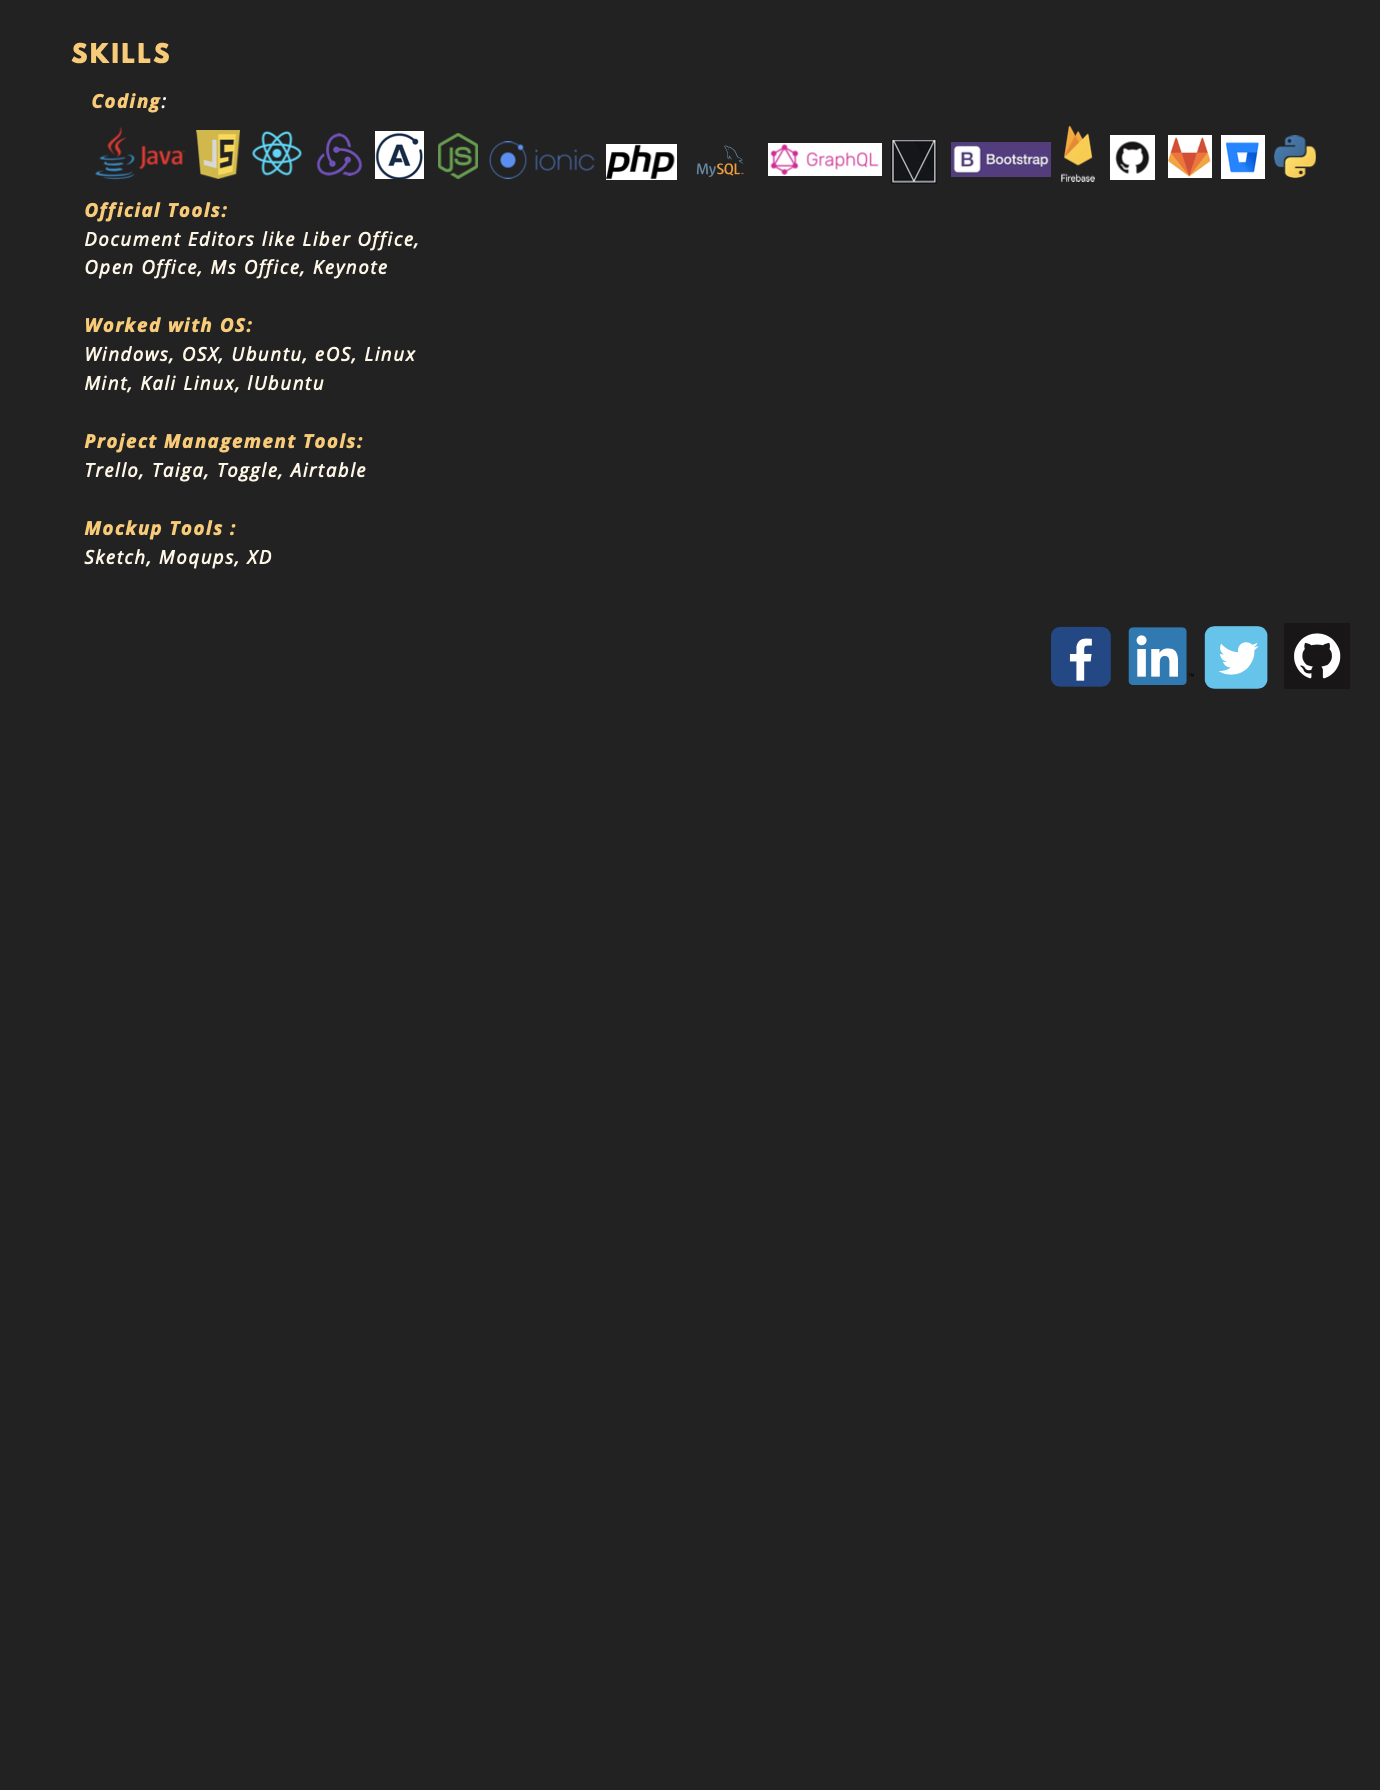 SKILLS
Coding:
Java JS A JS ionic php MySQL GraphQL V B Bootstrap Firebase
Official Tools:
Document Editors like Liber Office,
Open Office, Ms Office, Keynote
Worked with OS:
Windows, OSX, Ubuntu, eOS, Linux
Mint, Kali Linux, lUbuntu
Project Management Tools:
Trello, Taiga, Toggle, Airtable
Mockup Tools :
Sketch, Moqups, XD
f in